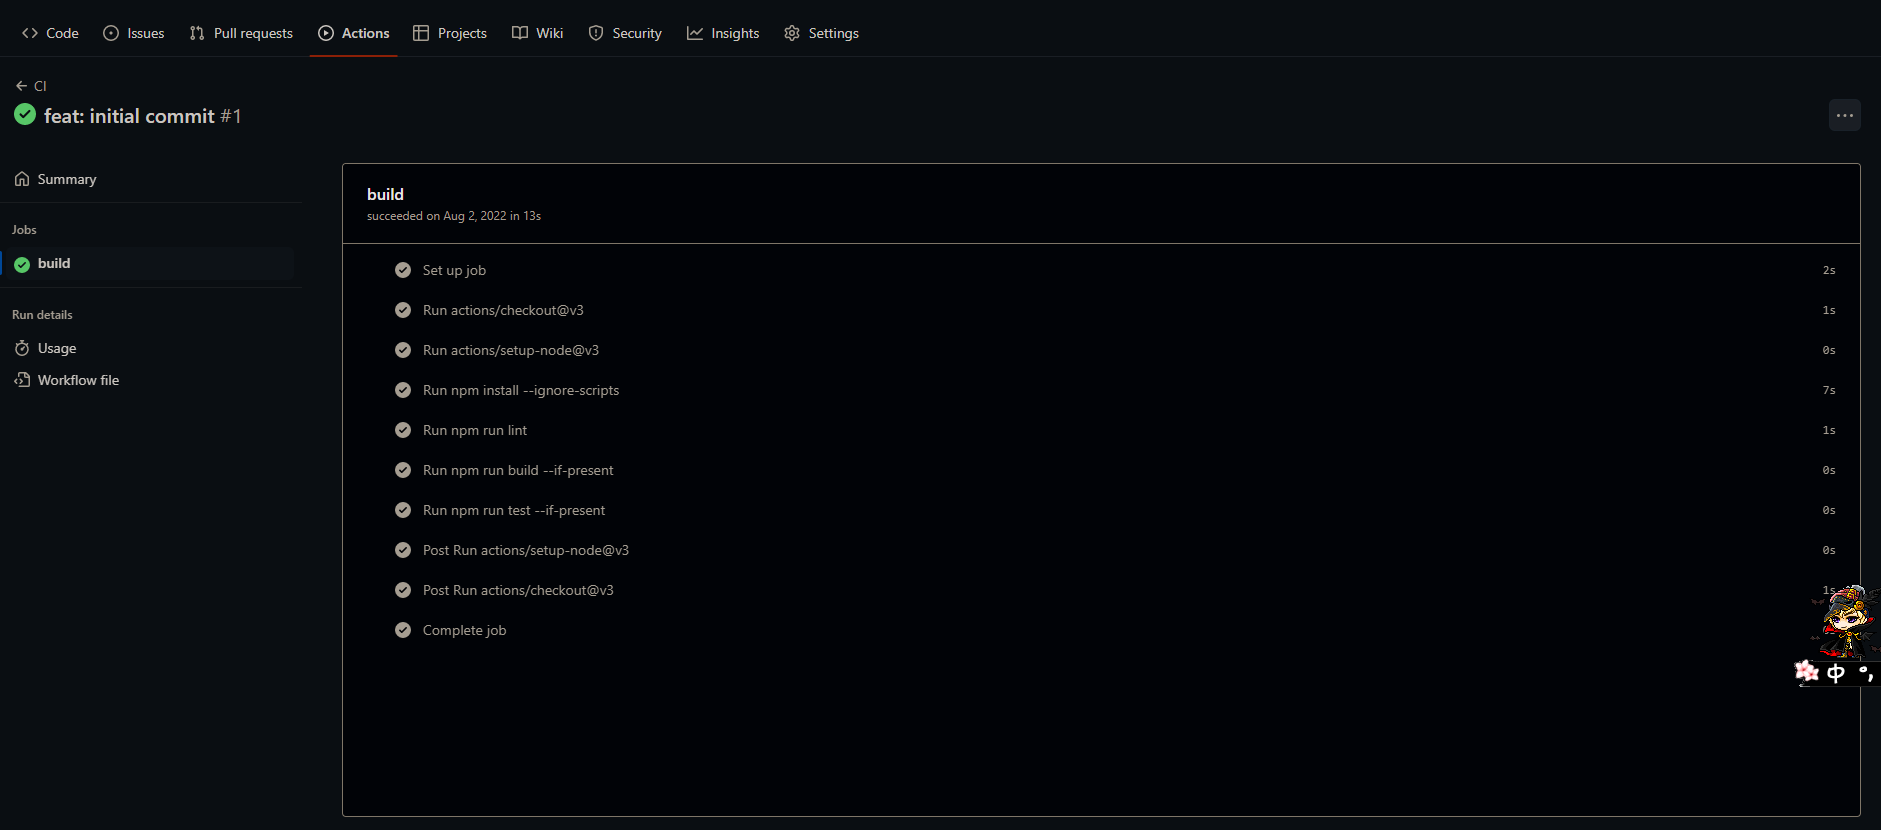 Code Issues Pull requests Actions Projects Wiki Security Insights Settings
CI
feat: initial commit #1
Summary
Jobs
build
Run details
Usage
Workflow file
build
succeeded on Aug 2, 2022 in 13s
Set up job 2s
Run actions/checkout@v3 1s
Run actions/setup-node@v3 0s
Run npm install --ignore-scripts 7s
Run npm run lint 1s
Run npm run build --if-present 0s
Run npm run test --if-present 0s
Post Run actions/setup-node@v3 0s
Post Run actions/checkout@v3 1s
Complete job
中 °,